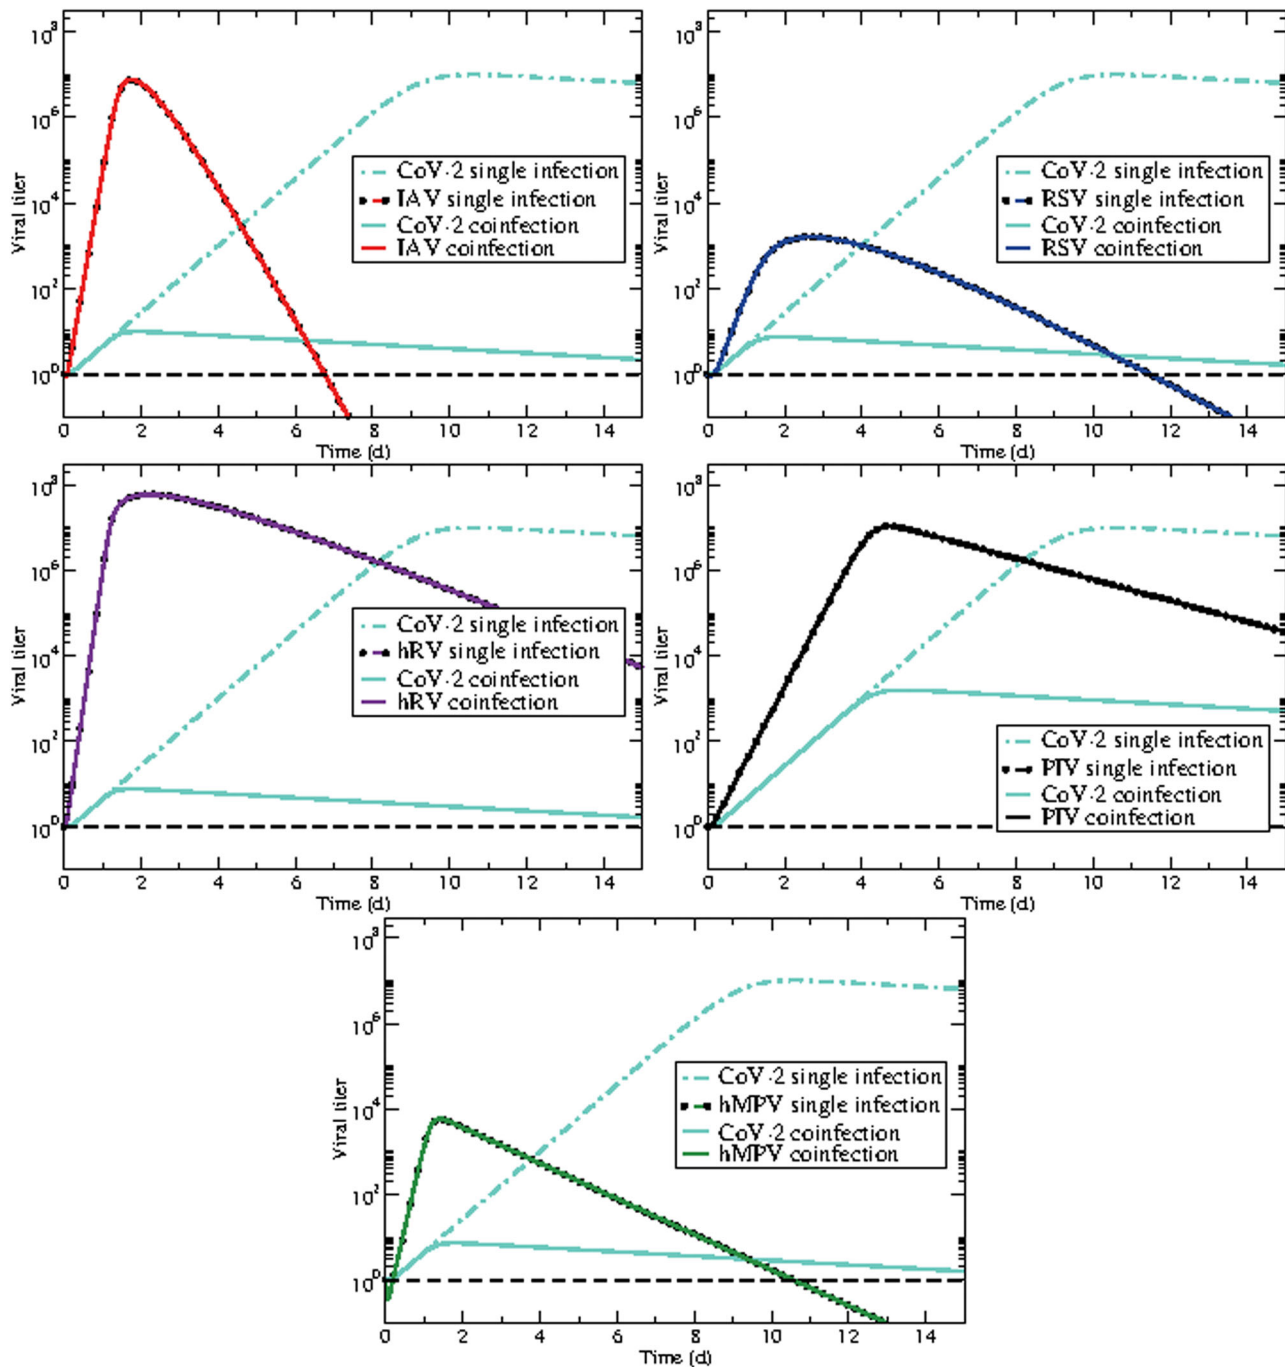 10^8
10^6
10^4
10^2
10^0
Viral titer
CoV-2 single infection
IAV single infection
CoV-2 coinfection
IAV coinfection
0 2 4 6 8 10 12 14
Time (d)
10^8
10^6
10^4
10^2
10^0
Viral titer
CoV-2 single infection
RSV single infection
CoV-2 coinfection
RSV coinfection
0 2 4 6 8 10 12 14
Time (d)
10^8
10^6
10^4
10^2
10^0
Viral titer
CoV-2 single infection
hRV single infection
CoV-2 coinfection
hRV coinfection
0 2 4 6 8 10 12 14
Time (d)
10^8
10^6
10^4
10^2
10^0
Viral titer
CoV-2 single infection
PIV single infection
CoV-2 coinfection
PIV coinfection
0 2 4 6 8 10 12 14
Time (d)
10^8
10^6
10^4
10^2
10^0
Viral titer
CoV-2 single infection
hMPV single infection
CoV-2 coinfection
hMPV coinfection
0 2 4 6 8 10 12 14
Time (d)